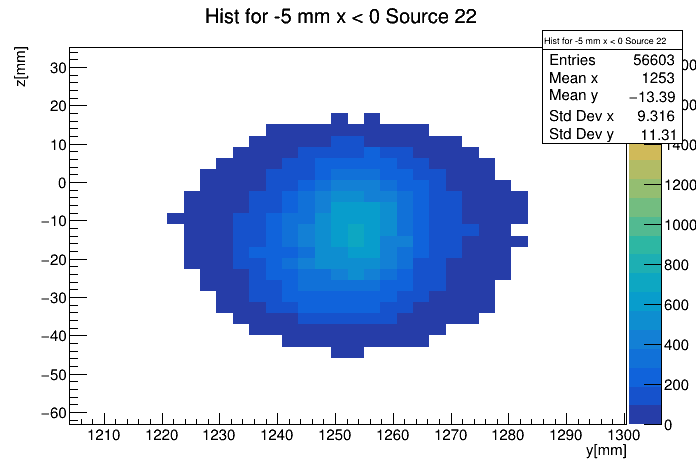 Hist for -5 mm x < 0 Source 22
Hist for -5 mm x < 0 Source 22
Entries 56603
Mean x 1253
Mean y −13.39
Std Dev x 9.316
Std Dev y 11.31
z[mm]
30
20
10
0
−10
−20
−30
−40
−50
−60
1210 1220 1230 1240 1250 1260 1270 1280 1290 1300
y[mm]
1400
1200
1000
800
600
400
200
0